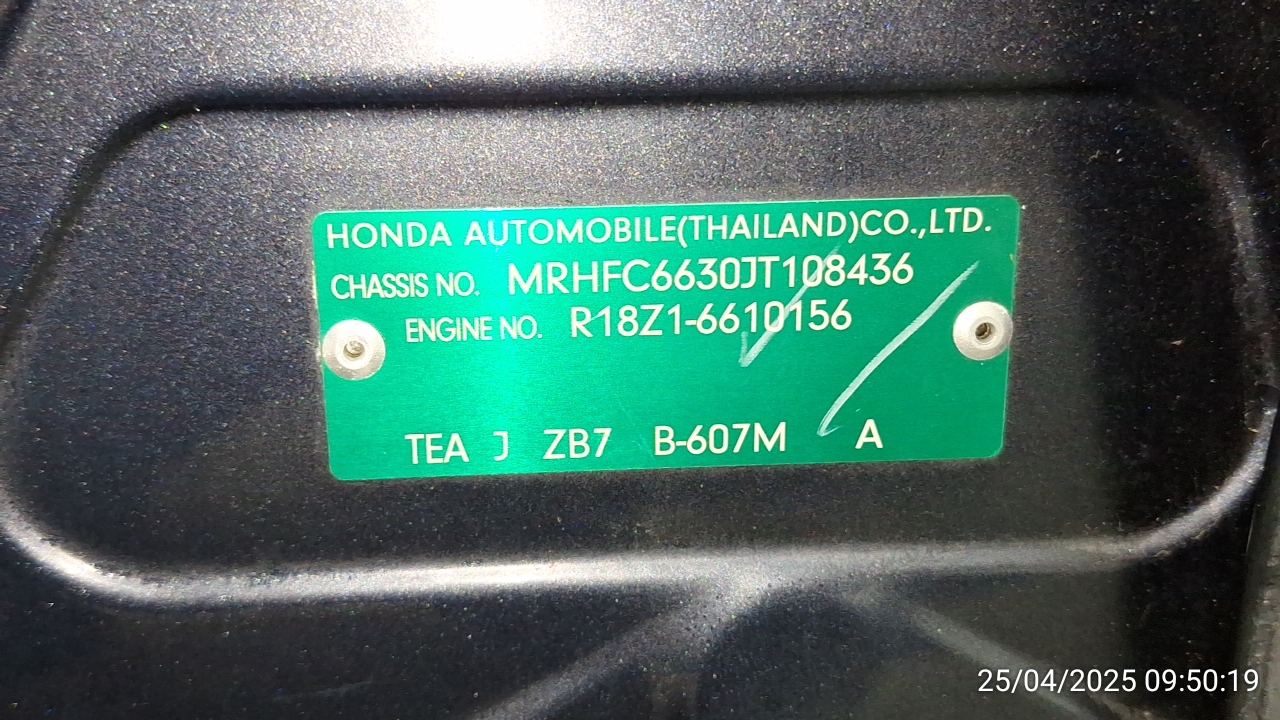 HONDA AUTOMOBILE(THAILAND)CO.,LTD.
CHASSIS NO. MRHFC6630JT108436
ENGINE NO. R18Z1-6610156
TEA J ZB7 B-607M A
25/04/2025 09:50:19